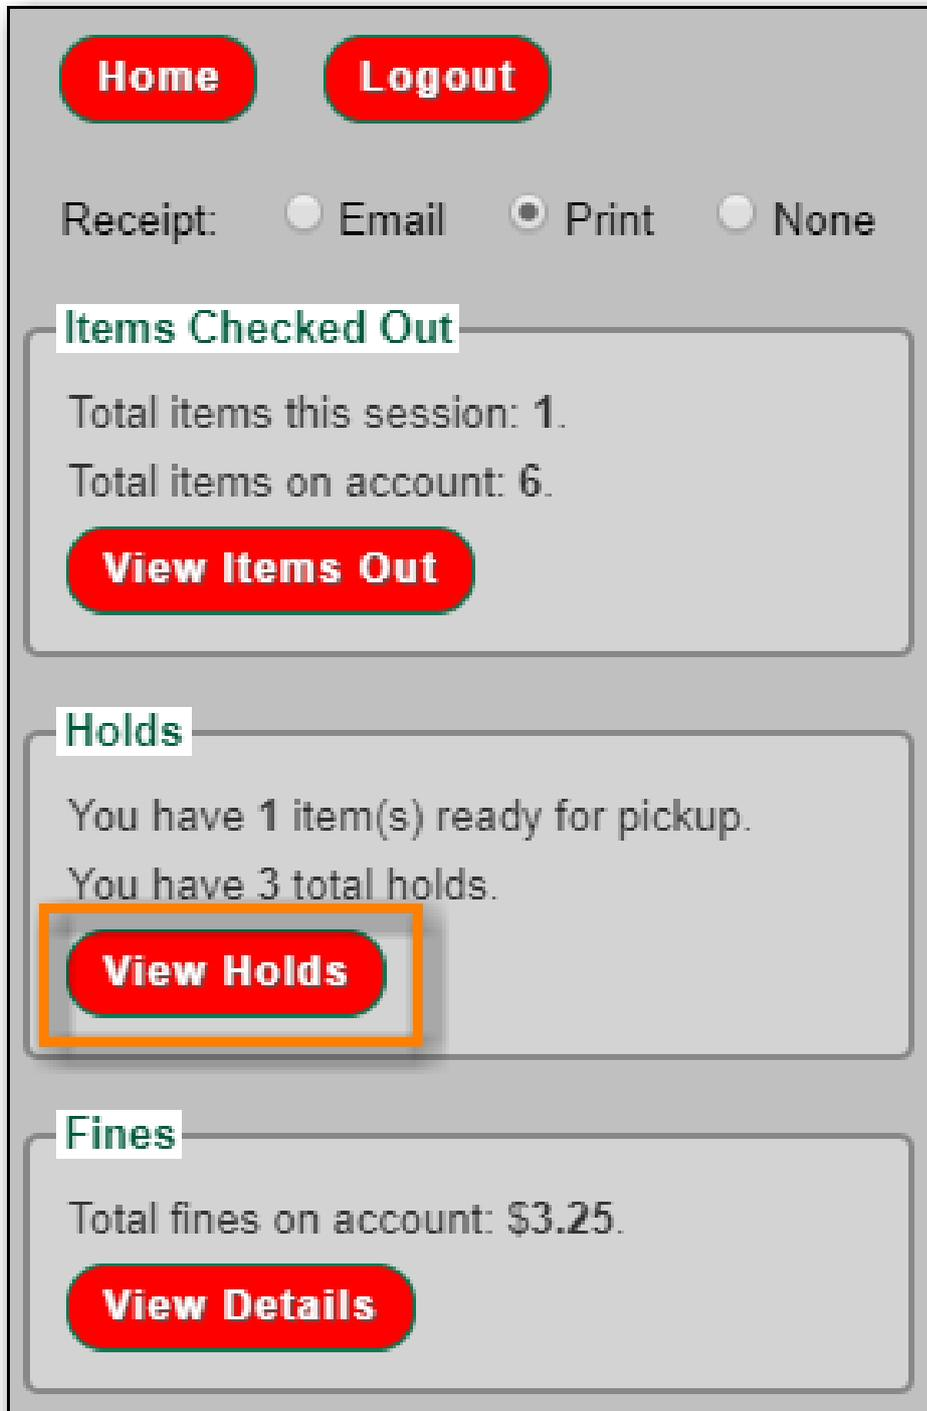 Home Logout
Receipt: Email Print None
Items Checked Out
Total items this session: 1.
Total items on account: 6.
View Items Out
Holds
You have 1 item(s) ready for pickup.
You have 3 total holds.
View Holds
Fines
Total fines on account: $3.25.
View Details